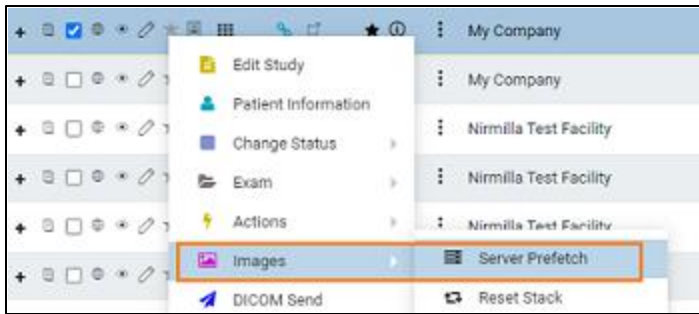 My Company
Edit Study
My Company
Patient Information
Change Status
Nirmilla Test Facility
Exam
Nirmilla Test Facility
Actions
Nirmilla Test Facility
Images
Server Prefetch
DICOM Send
Reset Stack